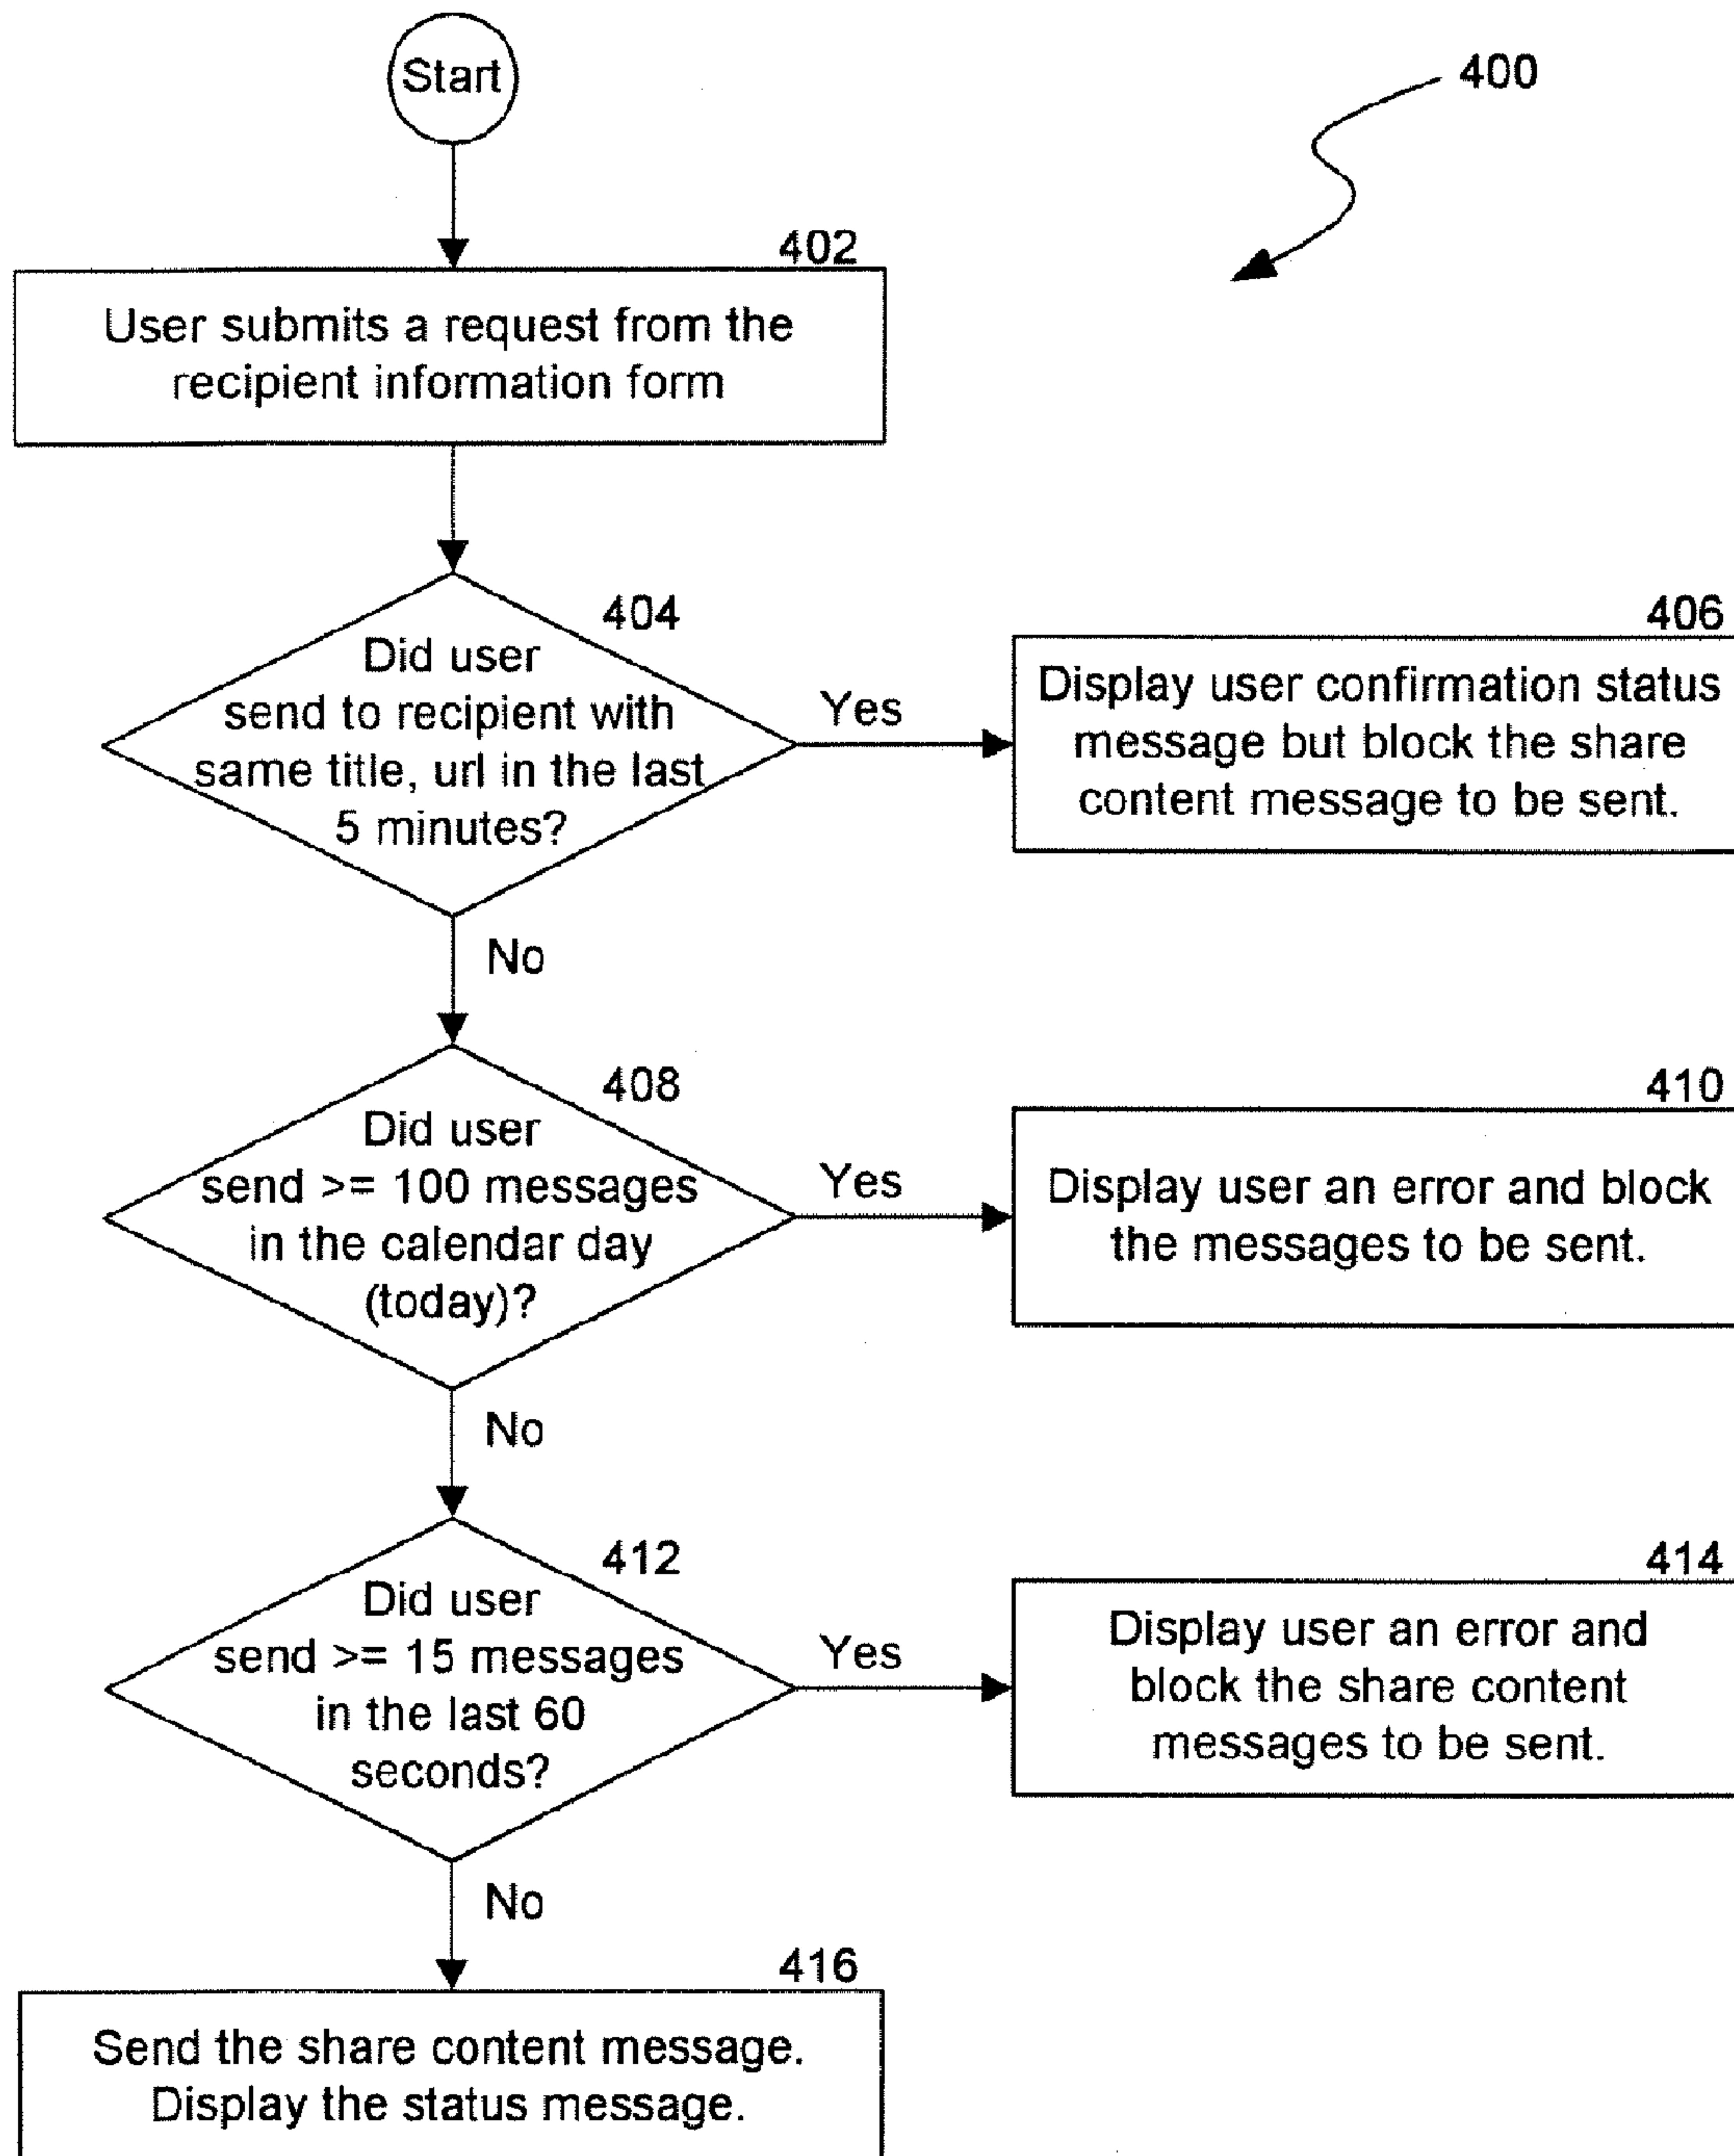 Start
400
402
User submits a request from the
recipient information form
404
Did user
send to recipient with
same title, url in the last
5 minutes?
Yes
406
Display user confirmation status
message but block the share
content message to be sent.
No
408
Did user
send >= 100 messages
in the calendar day
(today)?
Yes
410
Display user an error and block
the messages to be sent.
No
412
Did user
send >= 15 messages
in the last 60
seconds?
Yes
414
Display user an error and
block the share content
messages to be sent.
No
416
Send the share content message.
Display the status message.